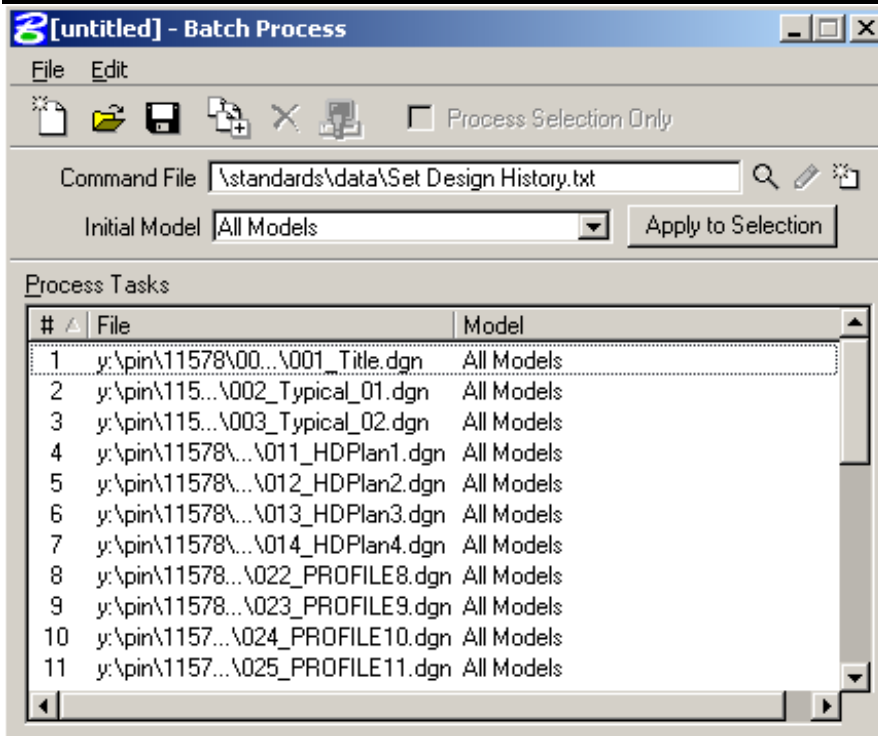 [untitled] - Batch Process
File Edit
Process Selection Only
Command File \standards\data\Set Design History.txt
Initial Model All Models Apply to Selection
Process Tasks
# File Model
1 y:\pin\11578\00...\001_Title.dgn All Models
2 y:\pin\115...\002_Typical_01.dgn All Models
3 y:\pin\115...\003_Typical_02.dgn All Models
4 y:\pin\11578\...\011_HDPlan1.dgn All Models
5 y:\pin\11578\...\012_HDPlan2.dgn All Models
6 y:\pin\11578\...\013_HDPlan3.dgn All Models
7 y:\pin\11578\...\014_HDPlan4.dgn All Models
8 y:\pin\11578...\022_PROFILE8.dgn All Models
9 y:\pin\11578...\023_PROFILE9.dgn All Models
10 y:\pin\1157...\024_PROFILE10.dgn All Models
11 y:\pin\1157...\025_PROFILE11.dgn All Models